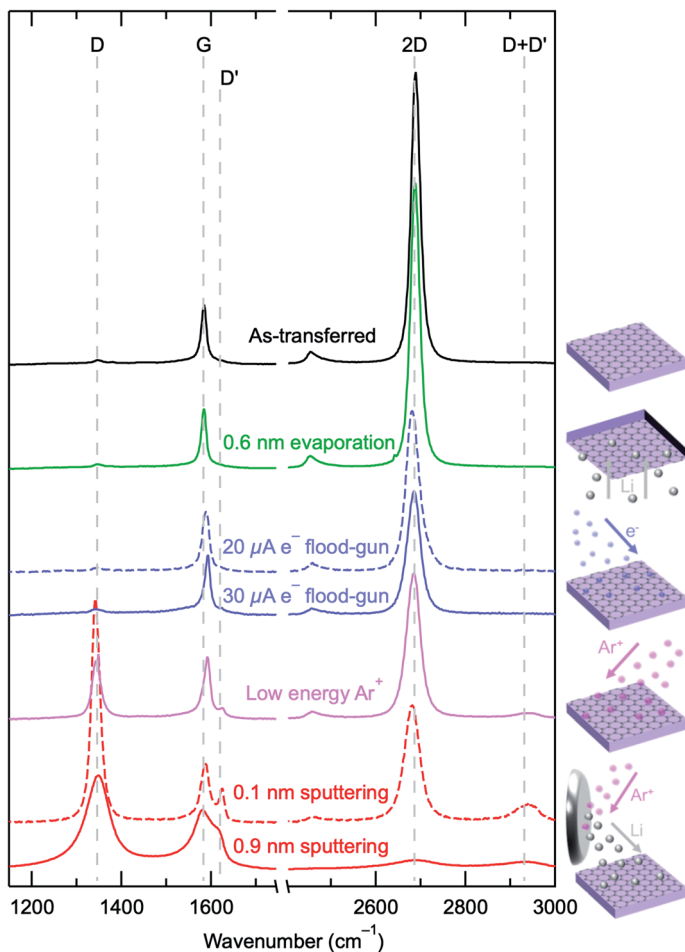 D G 2D D+D'
D'
As-transferred
0.6 nm evaporation
Li
20 µA e⁻ flood-gun
e⁻
30 µA e⁻ flood-gun
Ar⁺
Low energy Ar⁺
0.1 nm sputtering
Ar⁺
Li
0.9 nm sputtering
1200 1400 1600 2600 2800 3000
Wavenumber (cm⁻¹)